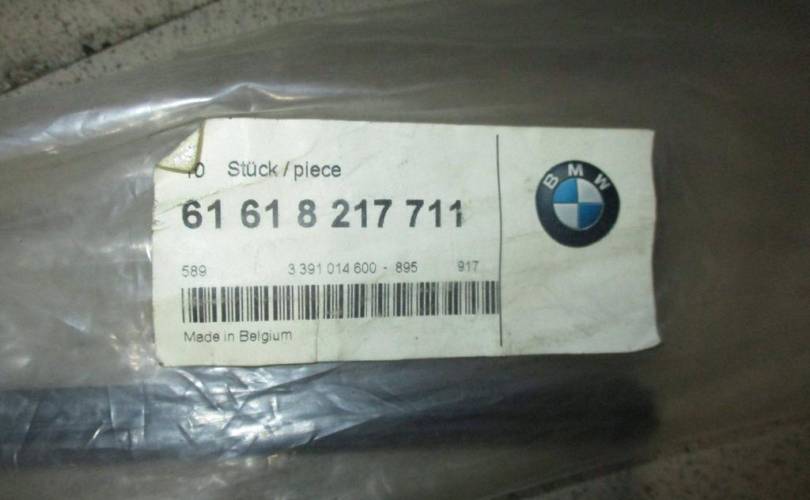 10 Stück / piece
61 61 8 217 711
BMW
589 3 391 014 600 - 895 917
Made in Belgium